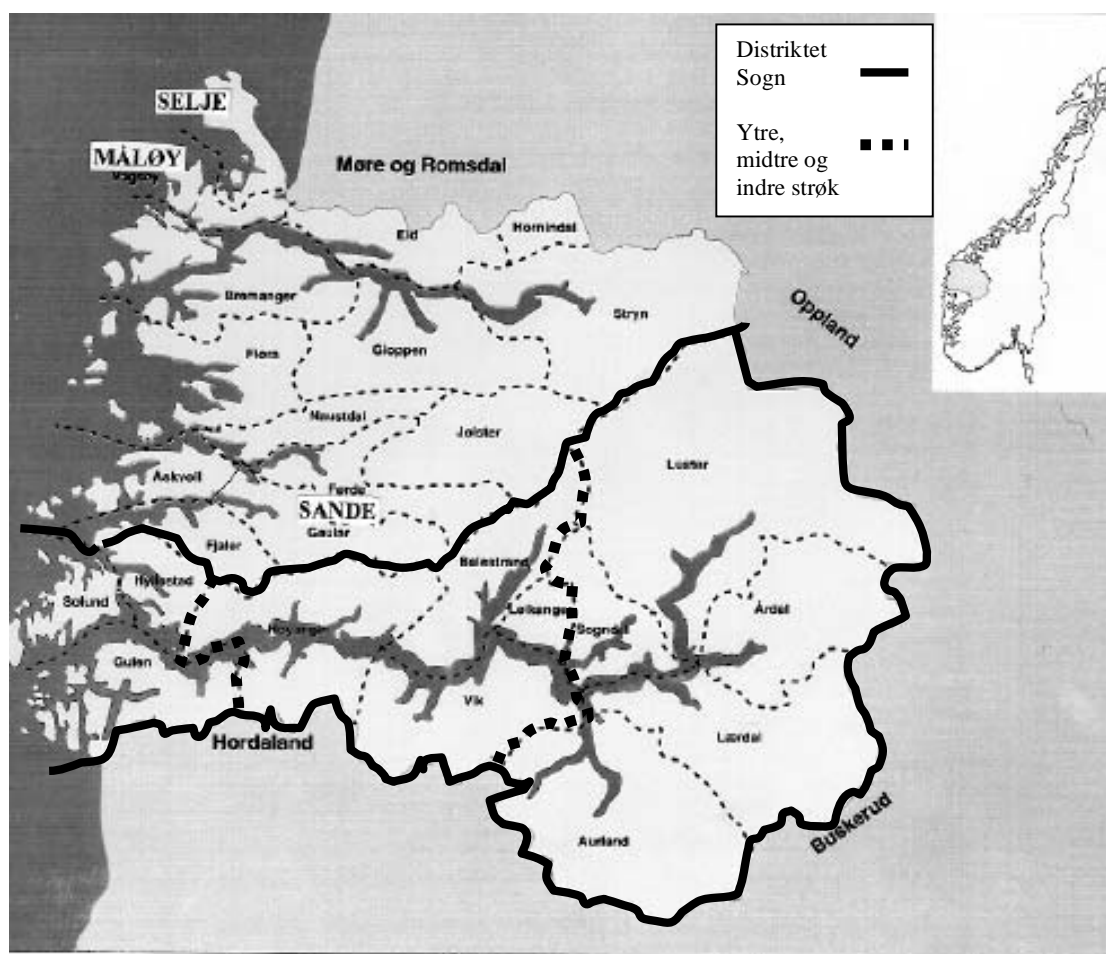 Distriktet
Sogn
Ytre,
midtre og
indre strøk
SELJE
MÅLØY
Møre og Romsdal
Eid
Hornindal
Bremanger
Stryn
Oppland
Flora
Gloppen
Naustdal
Jølster
Luster
Askvoll
Førde
SANDE
Gaular
Fjaler
Balestrand
Hyllestad
Leikanger
Årdal
Solund
Høyanger
Sogndal
Gulen
Vik
Lærdal
Hordaland
Buskerud
Aurland